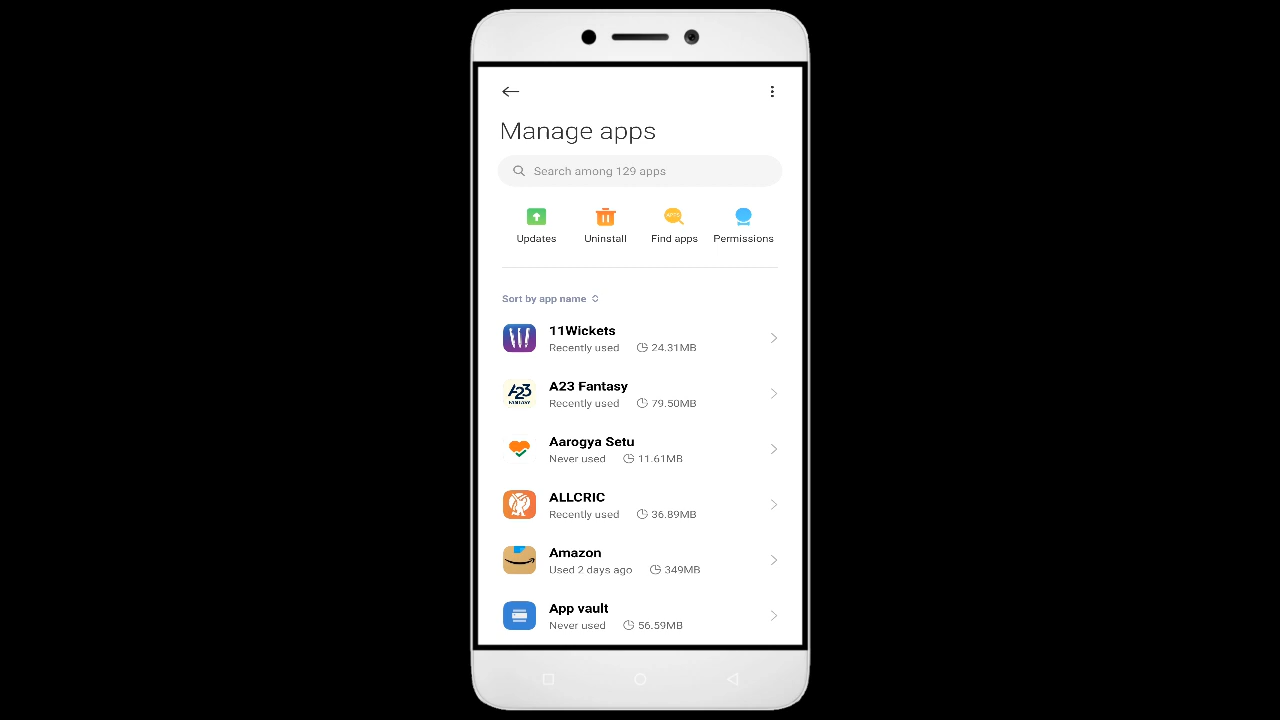 Manage apps
Search among 129 apps
Updates Uninstall Find apps Permissions
Sort by app name
11Wickets
Recently used 24.31MB
A23 Fantasy
Recently used 79.50MB
Aarogya Setu
Never used 11.61MB
ALLCRIC
Recently used 36.89MB
Amazon
Used 2 days ago 349MB
App vault
Never used 56.59MB